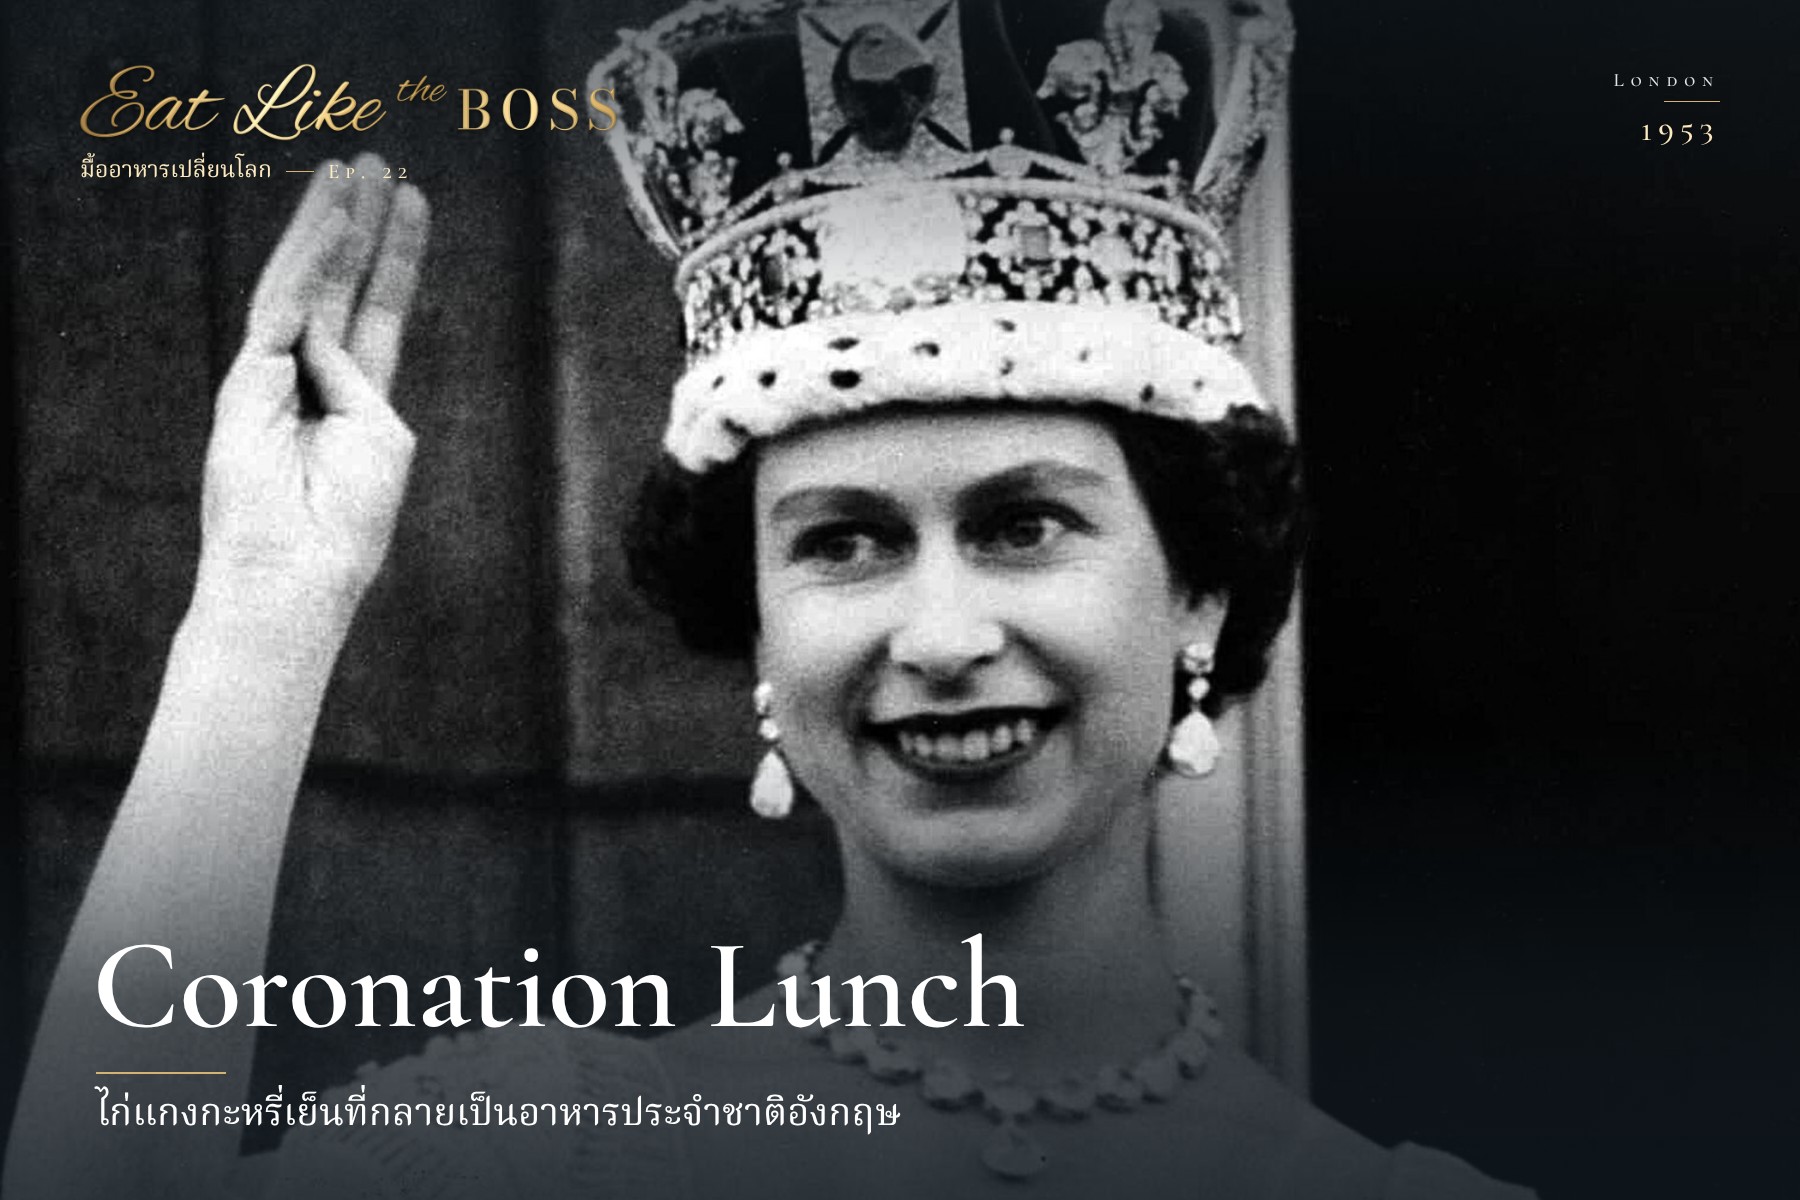 Eat Like the BOSS
มื้ออาหารเปลี่ยนโลก — Ep. 22
London
1953
Coronation Lunch
ไก่แกงกะหรี่เย็นที่กลายเป็นอาหารประจำชาติอังกฤษ